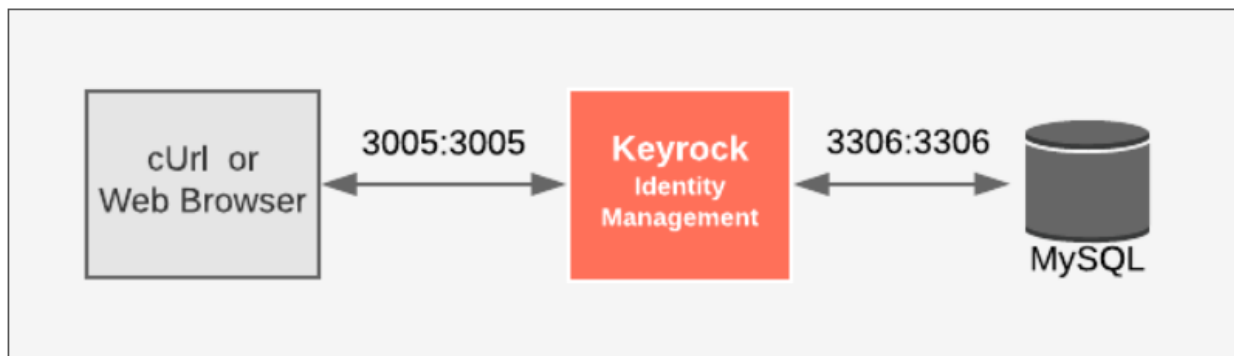 cUrl or
Web Browser
3005:3005
Keyrock
Identity
Management
3306:3306
MySQL